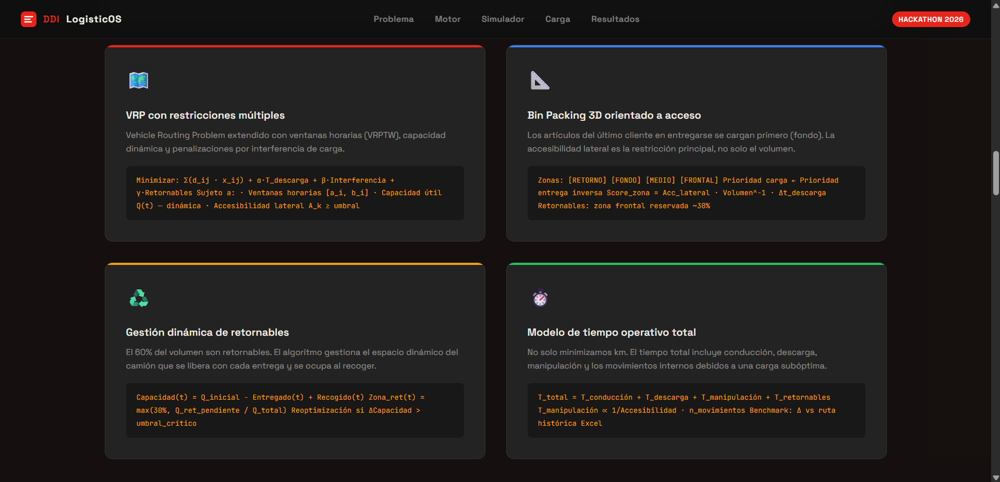 DDI LogisticOS
Problema
Motor
Simulador
Carga
Resultados
HACKATHON 2026
VRP con restricciones múltiples
Vehicle Routing Problem extendido con ventanas horarias (VRPTW), capacidad
dinámica y penalizaciones por interferencia de carga.
Minimizar: Σ(d_ij · x_ij) + α·T_descarga + β·Interferencia +
γ·Retornables Sujeto a: · Ventanas horarias [a_i, b_i] · Capacidad útil
Q(t) — dinámica · Accesibilidad lateral A_k ≥ umbral
Bin Packing 3D orientado a acceso
Los artículos del último cliente en entregarse se cargan primero (fondo). La
accesibilidad lateral es la restricción principal, no solo el volumen.
Zonas: [RETORNO] [FONDO] [MEDIO] [FRONTAL] Prioridad carga ← Prioridad
entrega inversa Score_zona = Acc_lateral · Volumen^-1 · Δt_descarga
Retornables: zona frontal reservada ~30%
Gestión dinámica de retornables
El 60% del volumen son retornables. El algoritmo gestiona el espacio dinámico del
camión que se libera con cada entrega y se ocupa al recoger.
Capacidad(t) = Q_inicial - Entregado(t) + Recogido(t) Zona_ret(t) =
max(30%, Q_ret_pendiente / Q_total) Reoptimización si ΔCapacidad >
umbral_crítico
Modelo de tiempo operativo total
No solo minimizamos km. El tiempo total incluye conducción, descarga,
manipulación y los movimientos internos debidos a una carga subóptima.
T_total = T_conducción + T_descarga + T_manipulación + T_retornables
T_manipulación ∝ 1/Accesibilidad · n_movimientos Benchmark: Δ vs ruta
histórica Excel